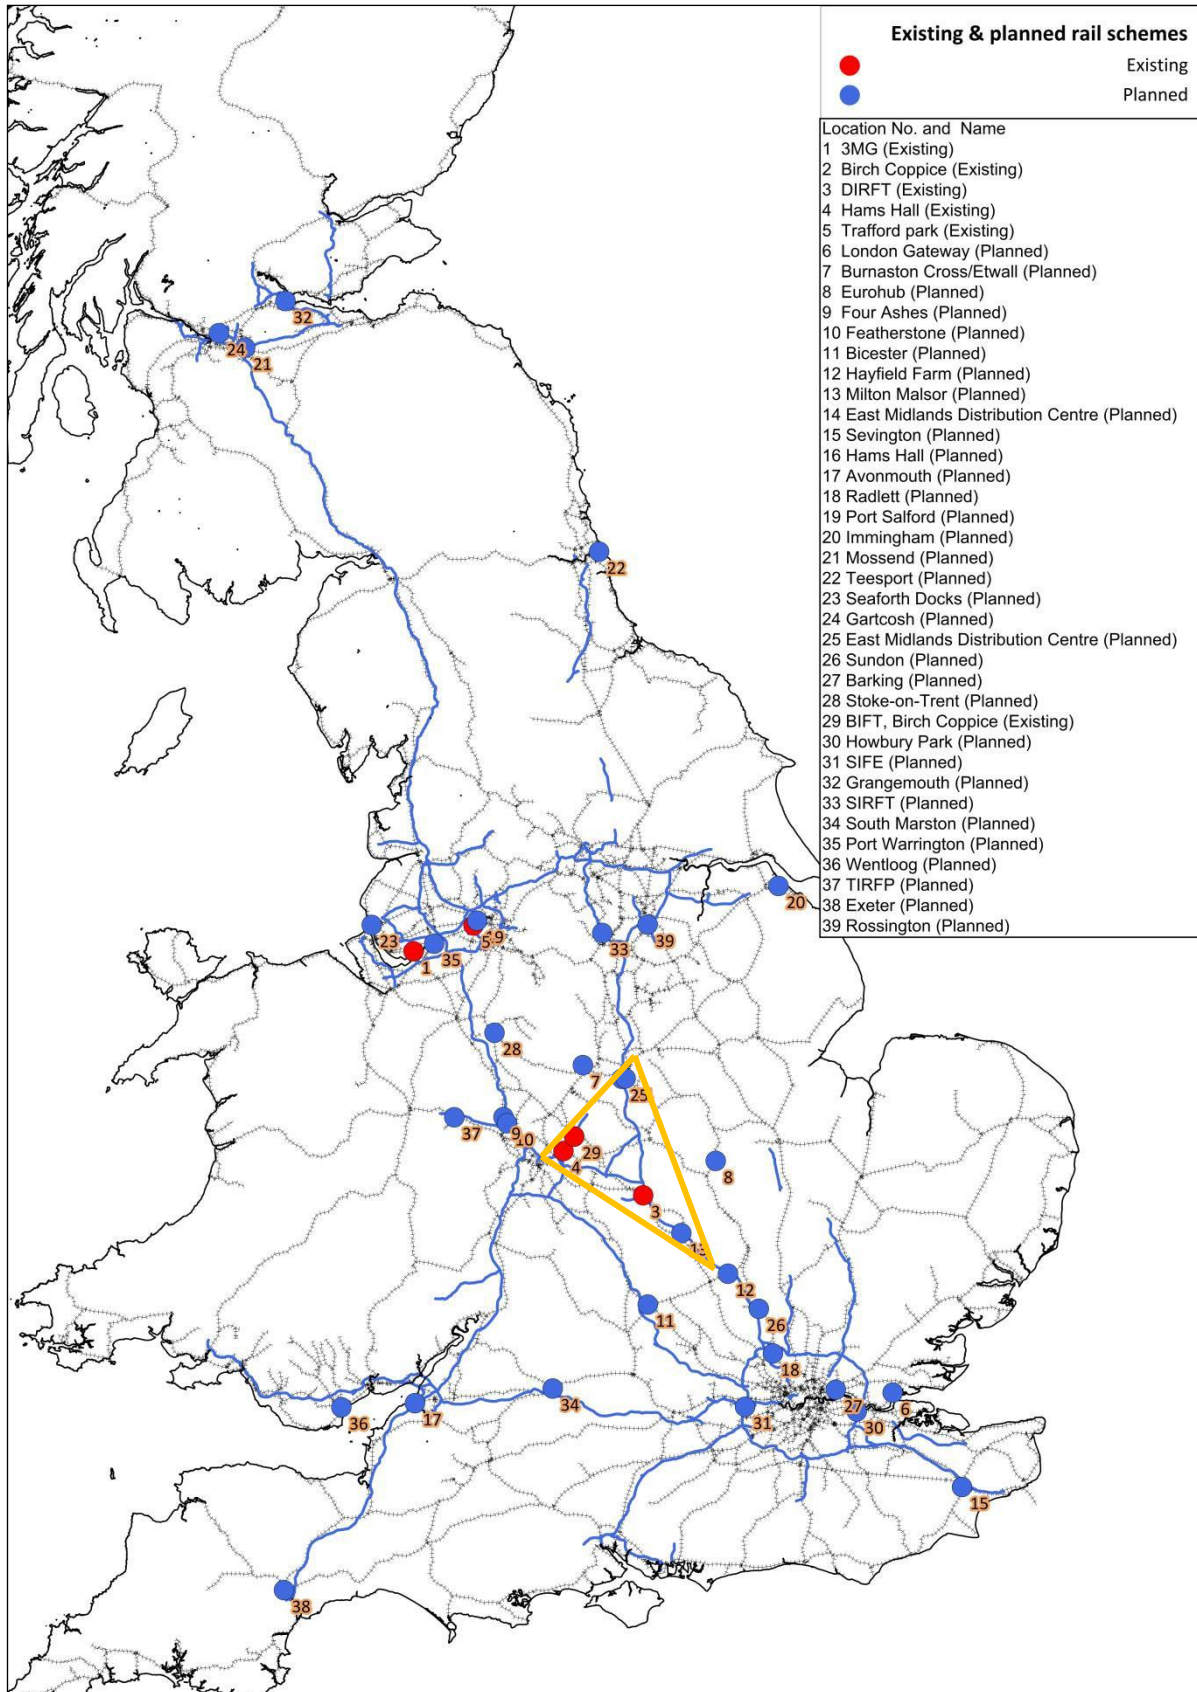 Existing & planned rail schemes
Existing
Planned
Location No. and Name
1 3MG (Existing)
2 Birch Coppice (Existing)
3 DIRFT (Existing)
4 Hams Hall (Existing)
5 Trafford park (Existing)
6 London Gateway (Planned)
7 Burnaston Cross/Etwall (Planned)
8 Eurohub (Planned)
9 Four Ashes (Planned)
10 Featherstone (Planned)
11 Bicester (Planned)
12 Hayfield Farm (Planned)
13 Milton Malsor (Planned)
14 East Midlands Distribution Centre (Planned)
15 Sevington (Planned)
16 Hams Hall (Planned)
17 Avonmouth (Planned)
18 Radlett (Planned)
19 Port Salford (Planned)
20 Immingham (Planned)
21 Mossend (Planned)
22 Teesport (Planned)
23 Seaforth Docks (Planned)
24 Gartcosh (Planned)
25 East Midlands Distribution Centre (Planned)
26 Sundon (Planned)
27 Barking (Planned)
28 Stoke-on-Trent (Planned)
29 BIFT, Birch Coppice (Existing)
30 Howbury Park (Planned)
31 SIFE (Planned)
32 Grangemouth (Planned)
33 SIRFT (Planned)
34 South Marston (Planned)
35 Port Warrington (Planned)
36 Wentloog (Planned)
37 TIRFP (Planned)
38 Exeter (Planned)
39 Rossington (Planned)
32
24
21
22
20
23
1
35
5
33
39
28
7
25
37
9
10
29
4
8
3
12
11
26
18
27
6
30
31
34
17
36
15
38